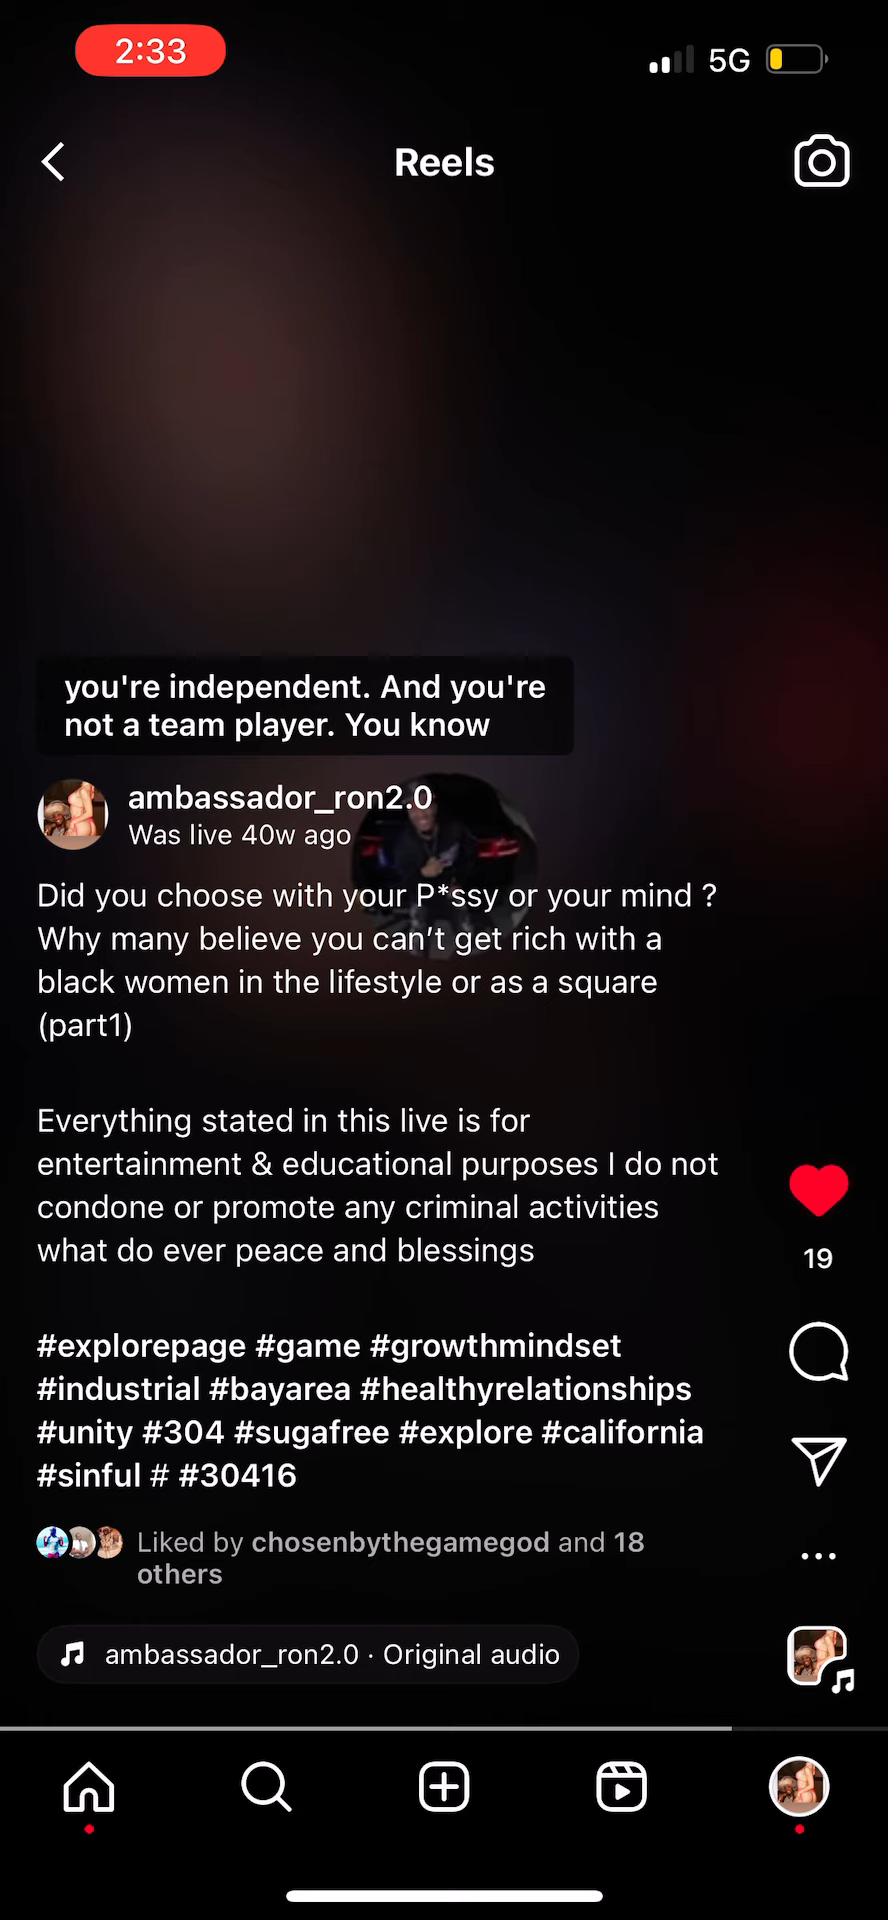 2:33
5G
Reels
you're independent. And you're
not a team player. You know
ambassador_ron2.0
Was live 40w ago
Did you choose with your P*ssy or your mind ?
Why many believe you can’t get rich with a
black women in the lifestyle or as a square
(part1)
Everything stated in this live is for
entertainment & educational purposes I do not
condone or promote any criminal activities
what do ever peace and blessings
#explorepage #game #growthmindset
#industrial #bayarea #healthyrelationships
#unity #304 #sugafree #explore #california
#sinful # #30416
19
Liked by chosenbythegamegod and 18
others
ambassador_ron2.0 · Original audio